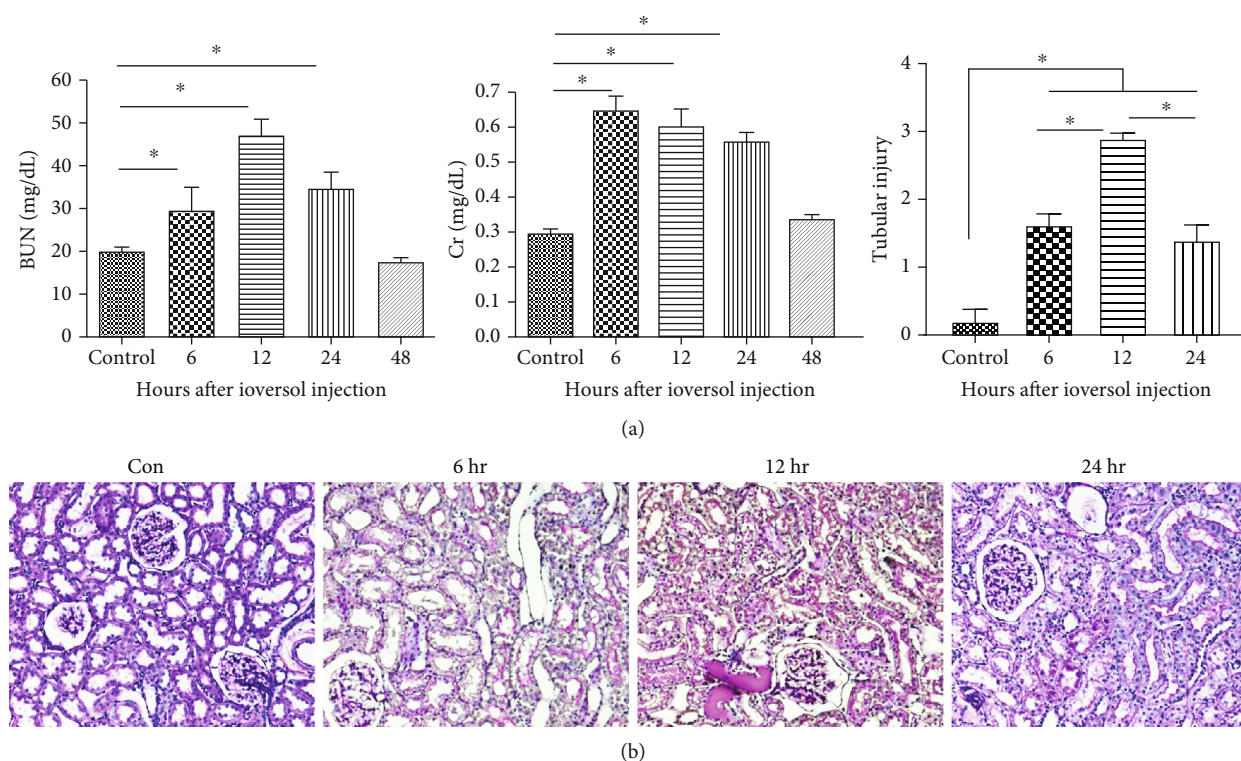 *
*
*
BUN (mg/dL)
60
50
40
30
20
10
0
Control 6 12 24 48
Hours after ioversol injection
*
*
*
Cr (mg/dL)
0.7
0.6
0.5
0.4
0.3
0.2
0.1
0.0
Control 6 12 24 48
Hours after ioversol injection
*
*
*
Tubular injury
4
3
2
1
0
Control 6 12 24
Hours after ioversol injection
(a)
Con 6 hr 12 hr 24 hr
(b)